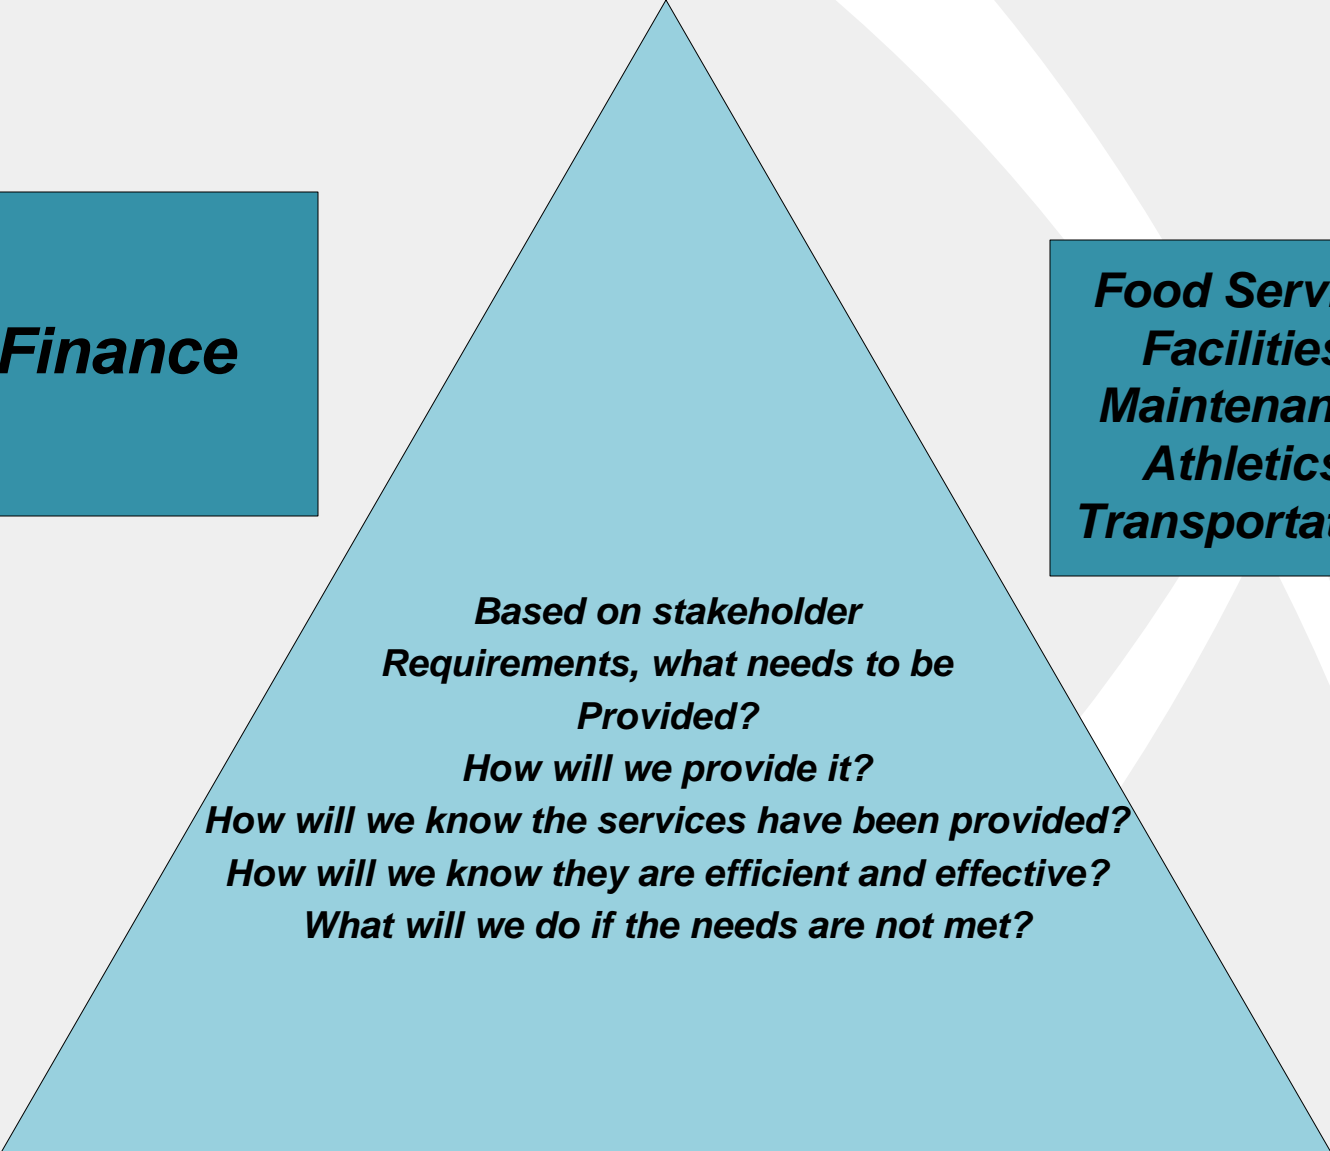 Finance
Food Serv
Facilities
Maintenan
Athletics
Transportat
Based on stakeholder
Requirements, what needs to be
Provided?
How will we provide it?
How will we know the services have been provided?
How will we know they are efficient and effective?
What will we do if the needs are not met?